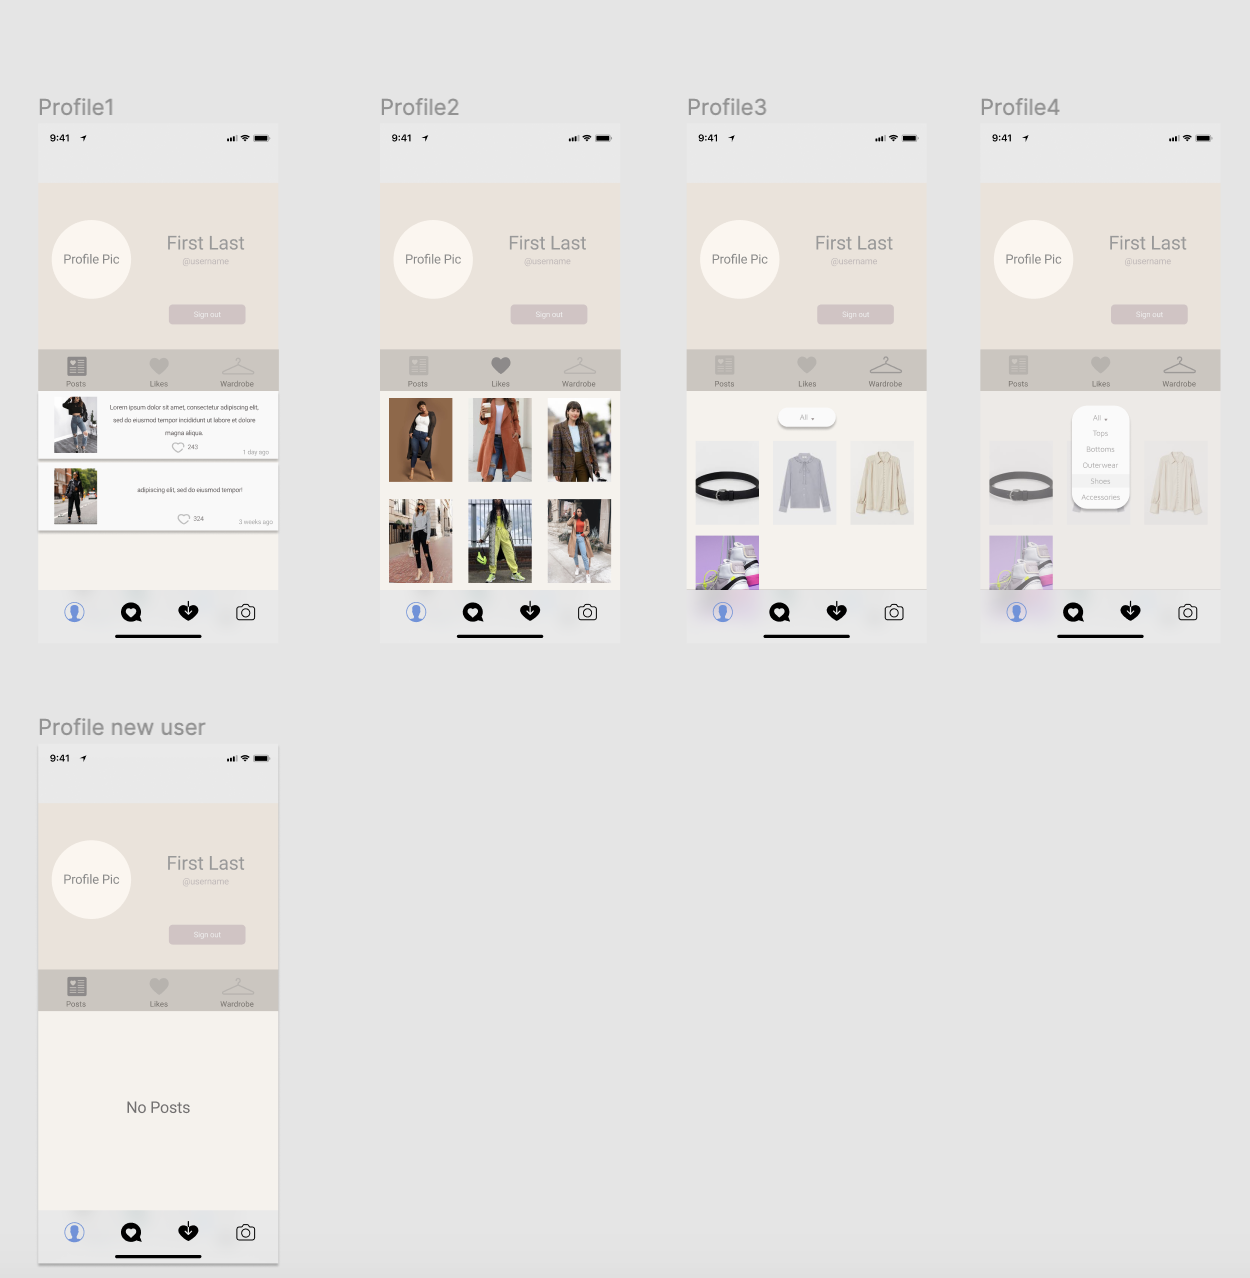 Profile1
9:41
First Last
Profile Pic
@username
Sign out
Posts
Likes
Wardrobe
Lorem ipsum dolor sit amet, consectetur adipiscing elit,
sed do eiusmod tempor incididunt ut labore et dolore
magna aliqua.
243
1 day ago
adipiscing elit, sed do eiusmod tempor!
324
3 weeks ago
Profile2
9:41
First Last
Profile Pic
@username
Sign out
Posts
Likes
Wardrobe
Profile3
9:41
First Last
Profile Pic
@username
Sign out
Posts
Likes
Wardrobe
All
Profile4
9:41
First Last
Profile Pic
@username
Sign out
Posts
Likes
Wardrobe
All
Tops
Bottoms
Outerwear
Shoes
Accessories
Profile new user
9:41
First Last
Profile Pic
@username
Sign out
Posts
Likes
Wardrobe
No Posts